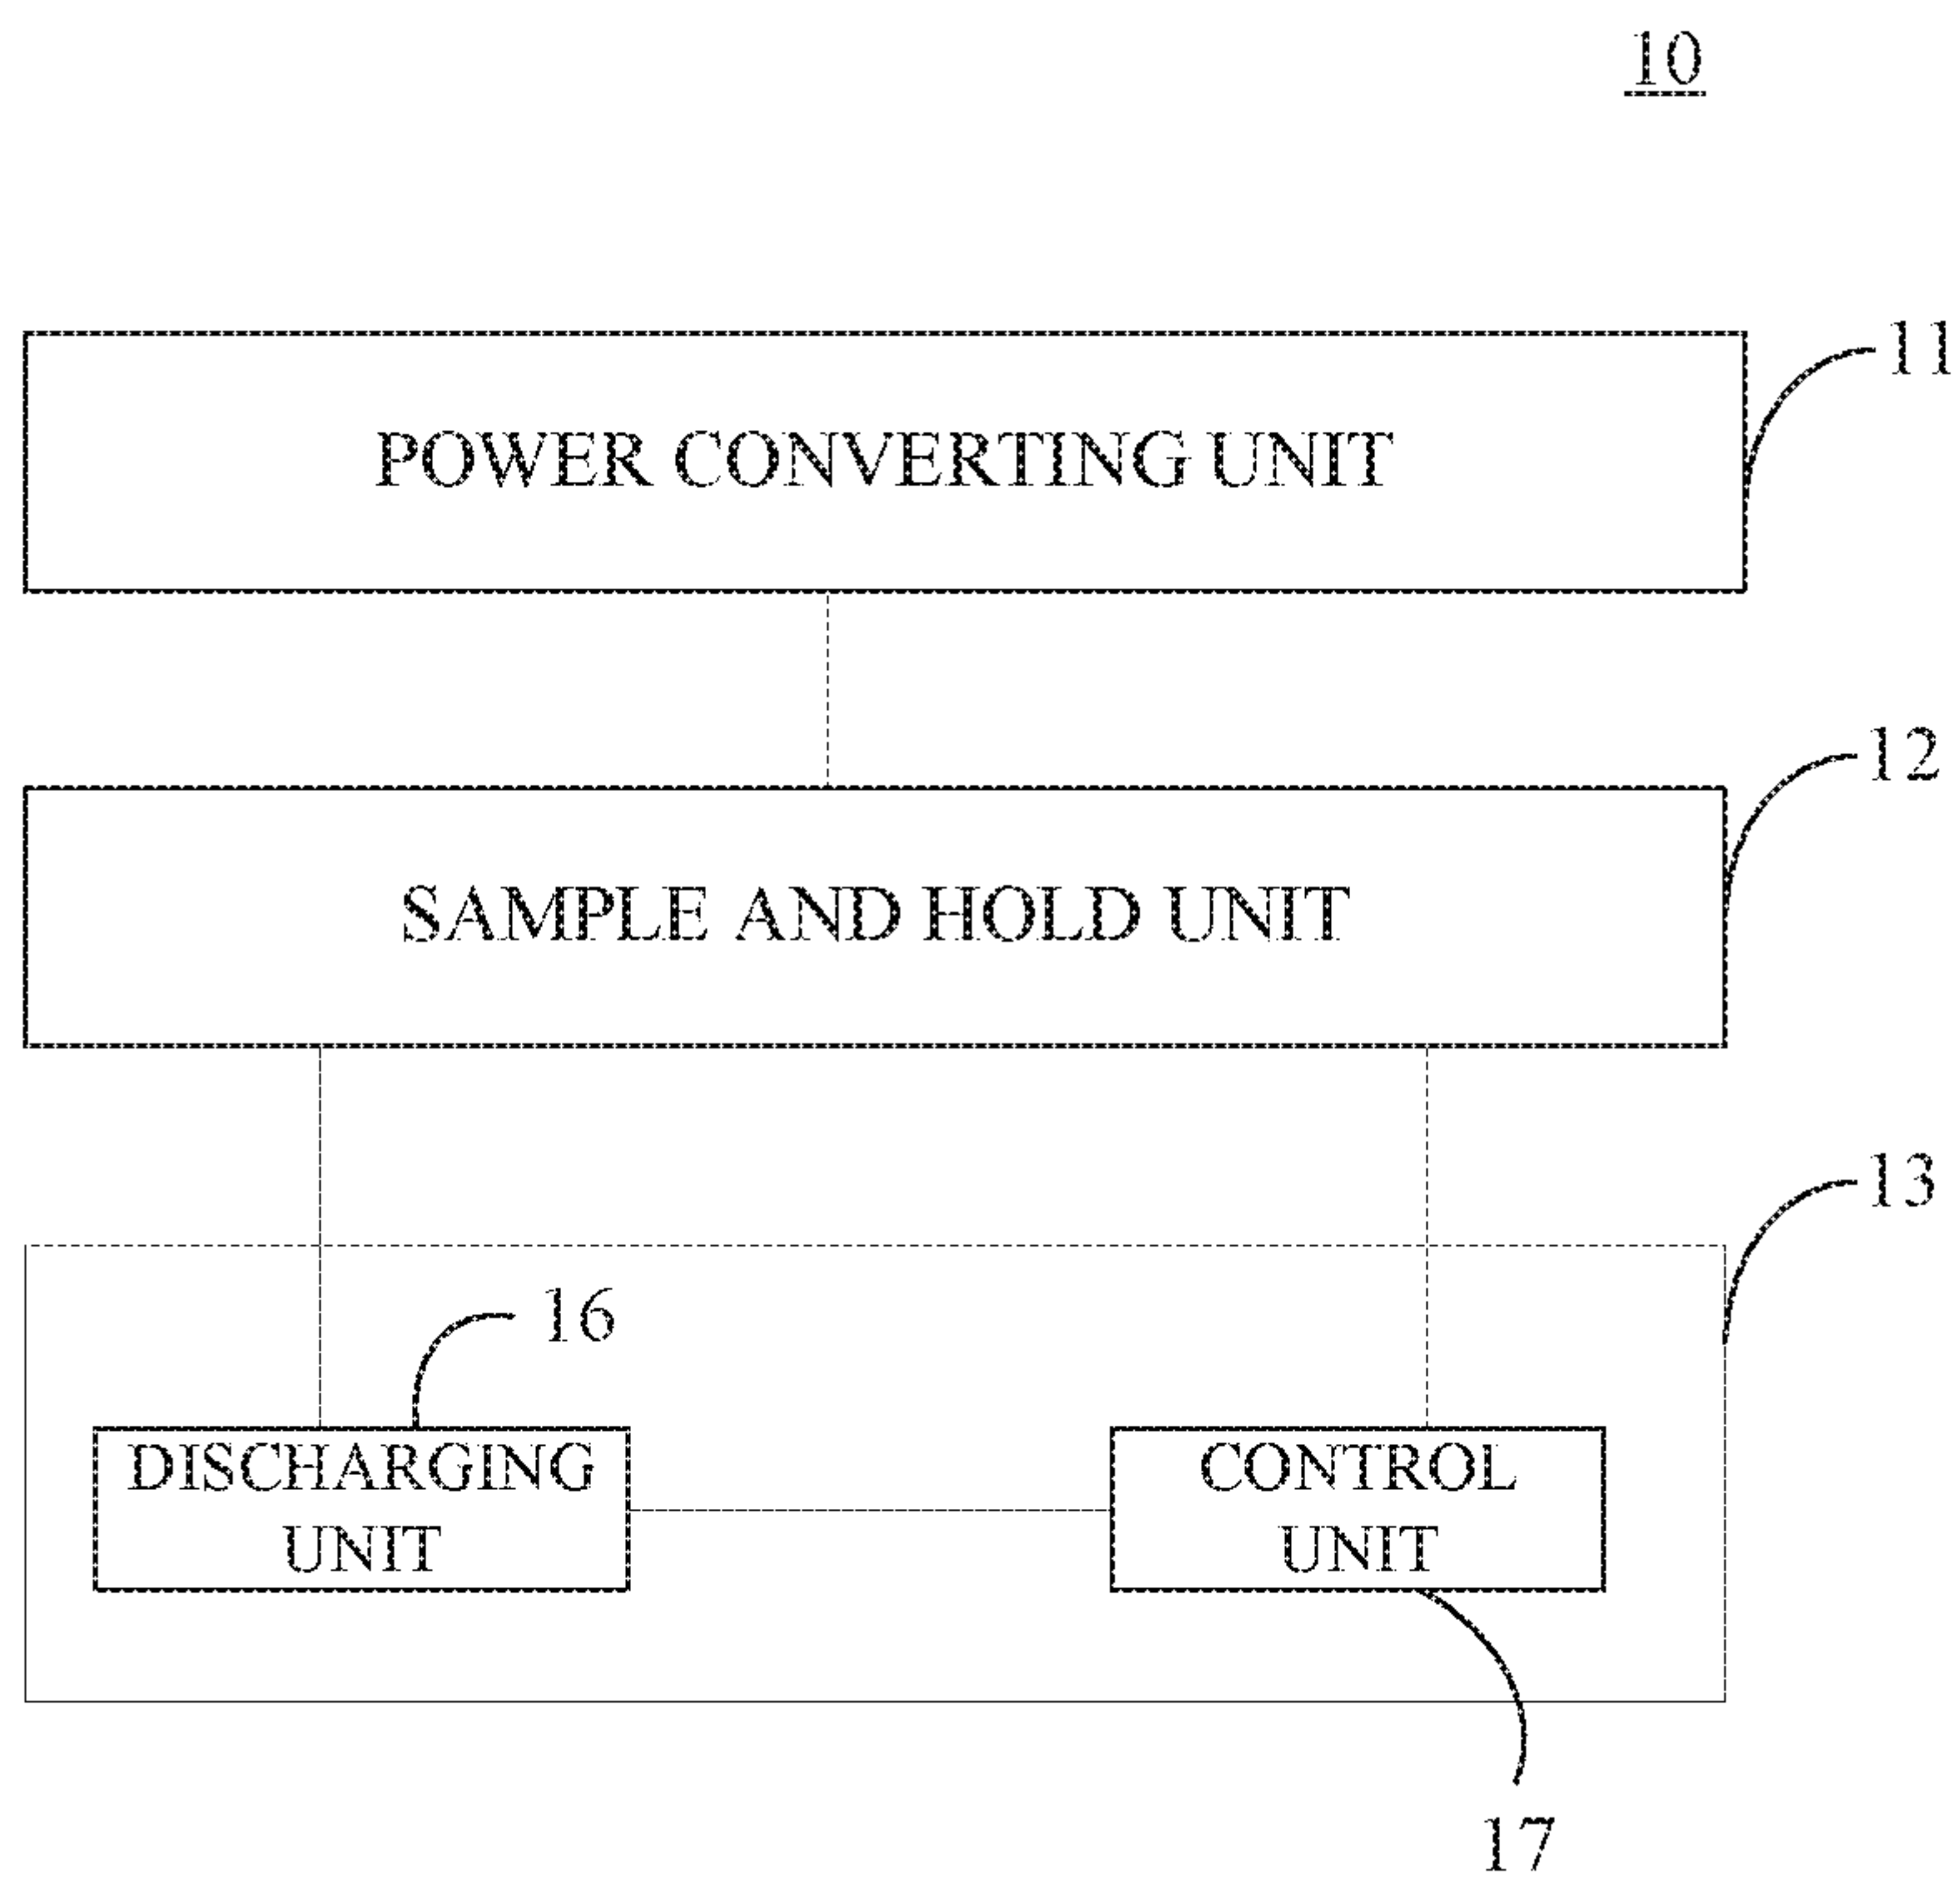 10
11
POWER CONVERTING UNIT
12
SAMPLE AND HOLD UNIT
13
16
DISCHARGING
UNIT
CONTROL
UNIT
17